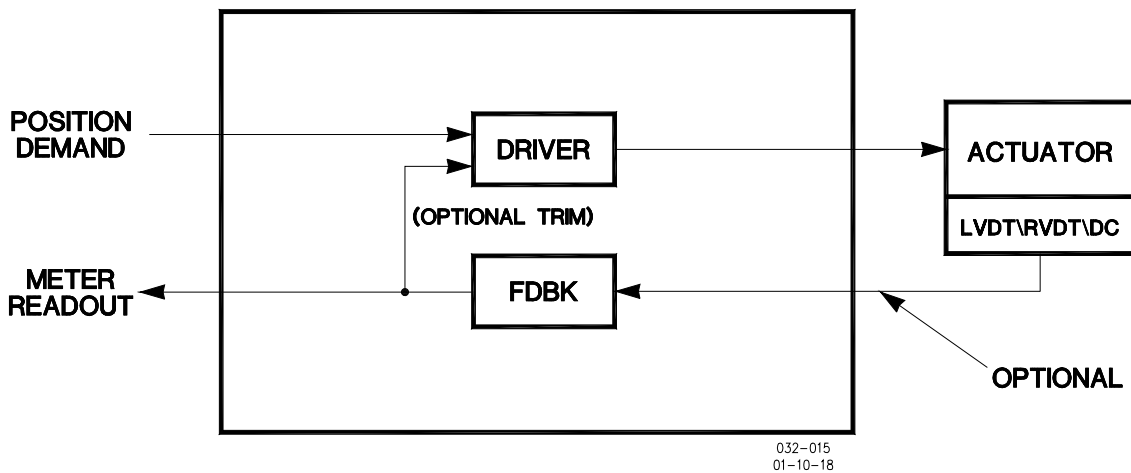 POSITION
DEMAND
DRIVER
ACTUATOR
(OPTIONAL TRIM)
LVDT\RVDT\DC
METER
READOUT
FDBK
OPTIONAL
032-015
01-10-18